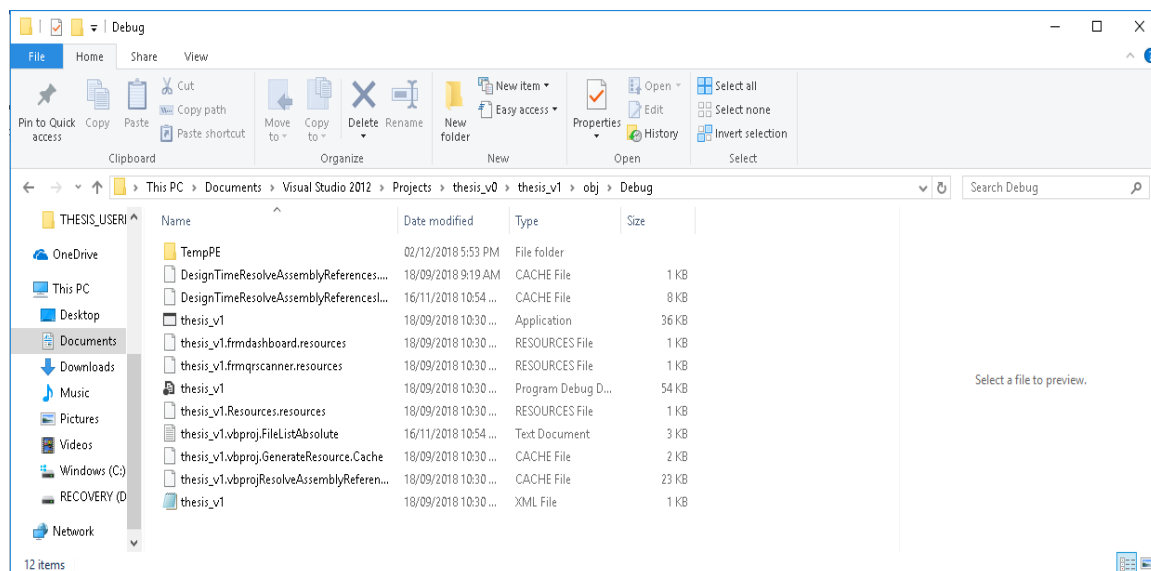 Debug
File Home Share View
Pin to Quick access Copy Paste Cut Copy path Paste shortcut
Move to Copy to Delete Rename New folder New item Easy access
Properties Open Edit History Select all Select none Invert selection
Clipboard Organize New Open Select
This PC > Documents > Visual Studio 2012 > Projects > thesis_v0 > thesis_v1 > obj > Debug Search Debug
THESIS_USERI
OneDrive
This PC
Desktop
Documents
Downloads
Music
Pictures
Videos
Windows (C:)
RECOVERY (D
Network
Name Date modified Type Size
TempPE 02/12/2018 5:53 PM File folder
DesignTimeResolveAssemblyReferences.... 18/09/2018 9:19 AM CACHE File 1 KB
DesignTimeResolveAssemblyReferencesI... 16/11/2018 10:54 ... CACHE File 8 KB
thesis_v1 18/09/2018 10:30 ... Application 36 KB
thesis_v1.frmdashboard.resources 18/09/2018 10:30 ... RESOURCES File 1 KB
thesis_v1.frmqrscanner.resources 18/09/2018 10:30 ... RESOURCES File 1 KB
thesis_v1 18/09/2018 10:30 ... Program Debug D... 54 KB
thesis_v1.Resources.resources 18/09/2018 10:30 ... RESOURCES File 1 KB
thesis_v1.vbproj.FileListAbsolute 16/11/2018 10:54 ... Text Document 3 KB
thesis_v1.vbproj.GenerateResource.Cache 18/09/2018 10:30 ... CACHE File 2 KB
thesis_v1.vbprojResolveAssemblyReferen... 18/09/2018 10:30 ... CACHE File 23 KB
thesis_v1 18/09/2018 10:30 ... XML File 1 KB
Select a file to preview.
12 items